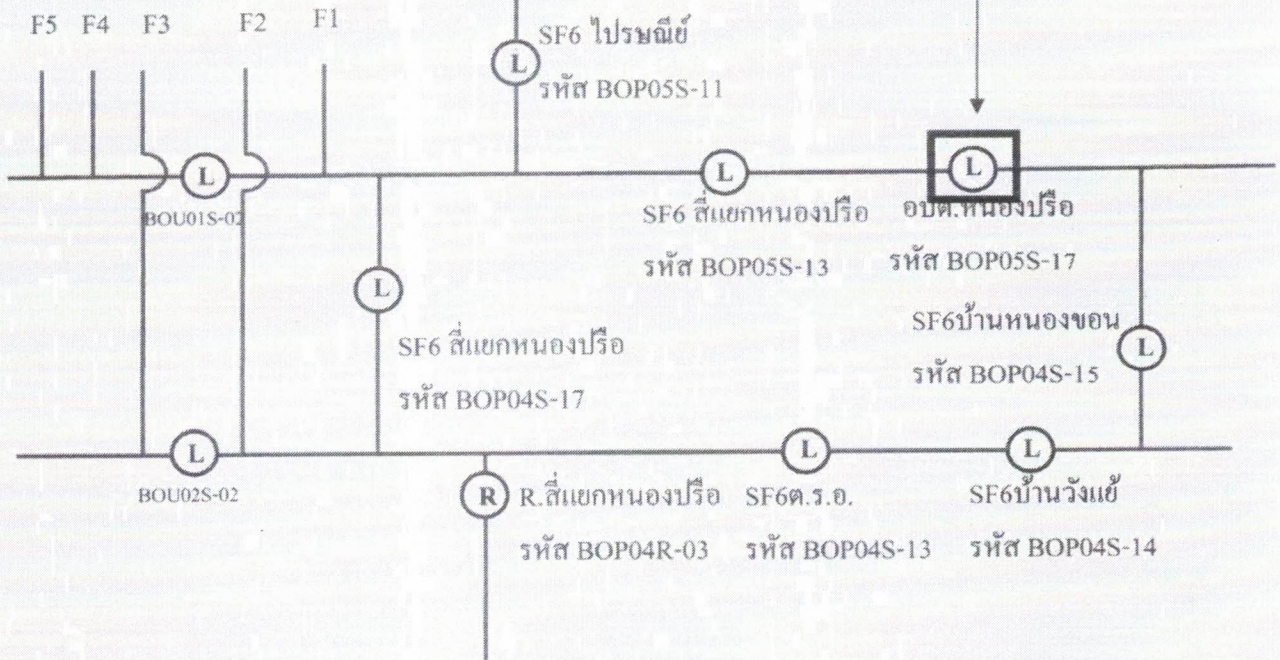 F5 F4 F3 F2 F1
SF6 ไปรษณีย์
L
รหัส BOP05S-11
L
BOU01S-02
L
SF6 สี่แยกหนองปรือ
รหัส BOP05S-13
L
อบต.หนองปรือ
รหัส BOP05S-17
L
SF6 สี่แยกหนองปรือ
รหัส BOP04S-17
SF6บ้านหนองขอน
L
รหัส BOP04S-15
L
BOU02S-02
R
R.สี่แยกหนองปรือ
รหัส BOP04R-03
L
SF6ต.ร.อ.
รหัส BOP04S-13
L
SF6บ้านวังแย้
รหัส BOP04S-14